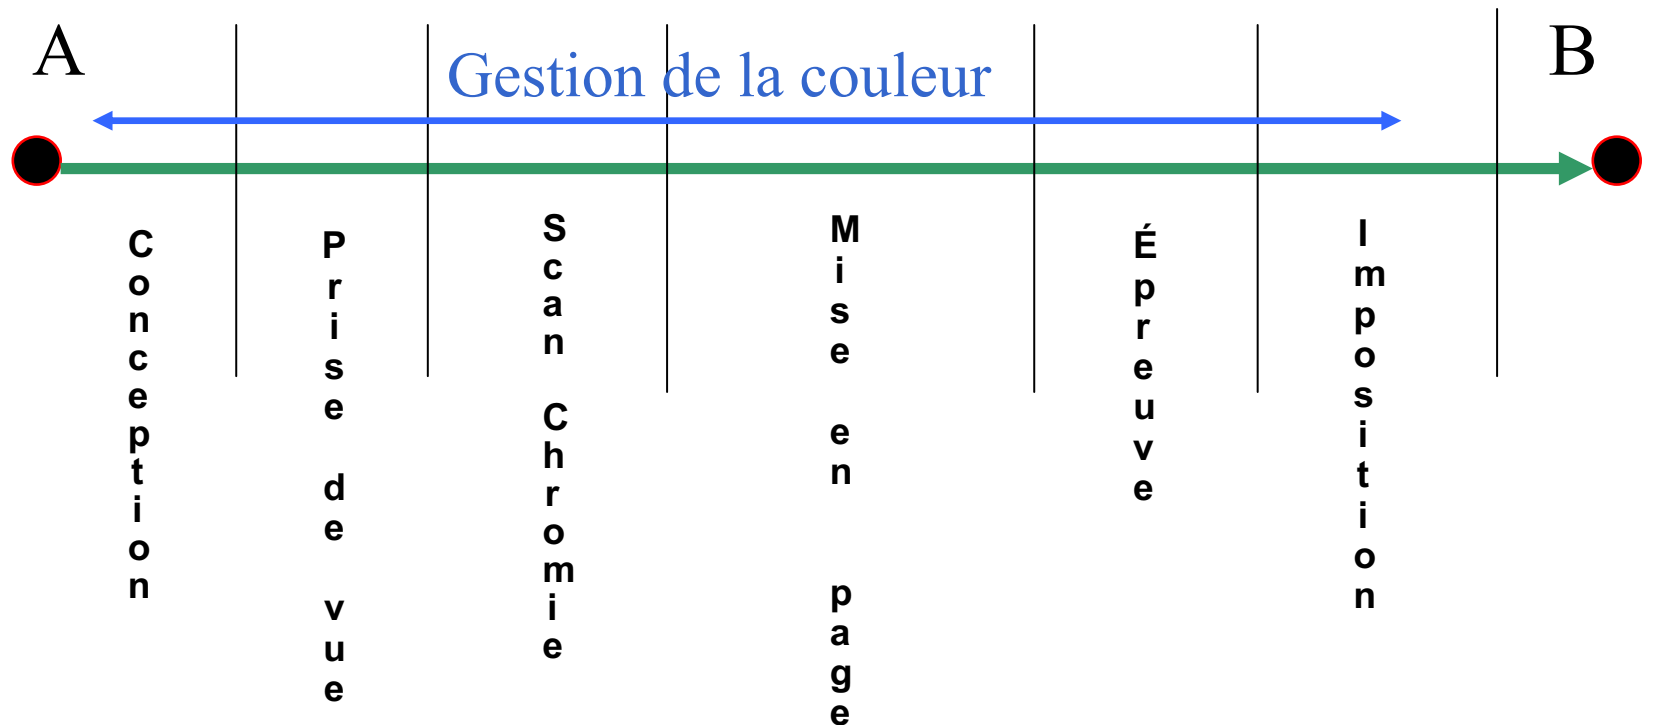 A
B
Gestion de la couleur
Conception
Prise de vue
Scan Chromie
Mise en page
Épreuve
Imposition